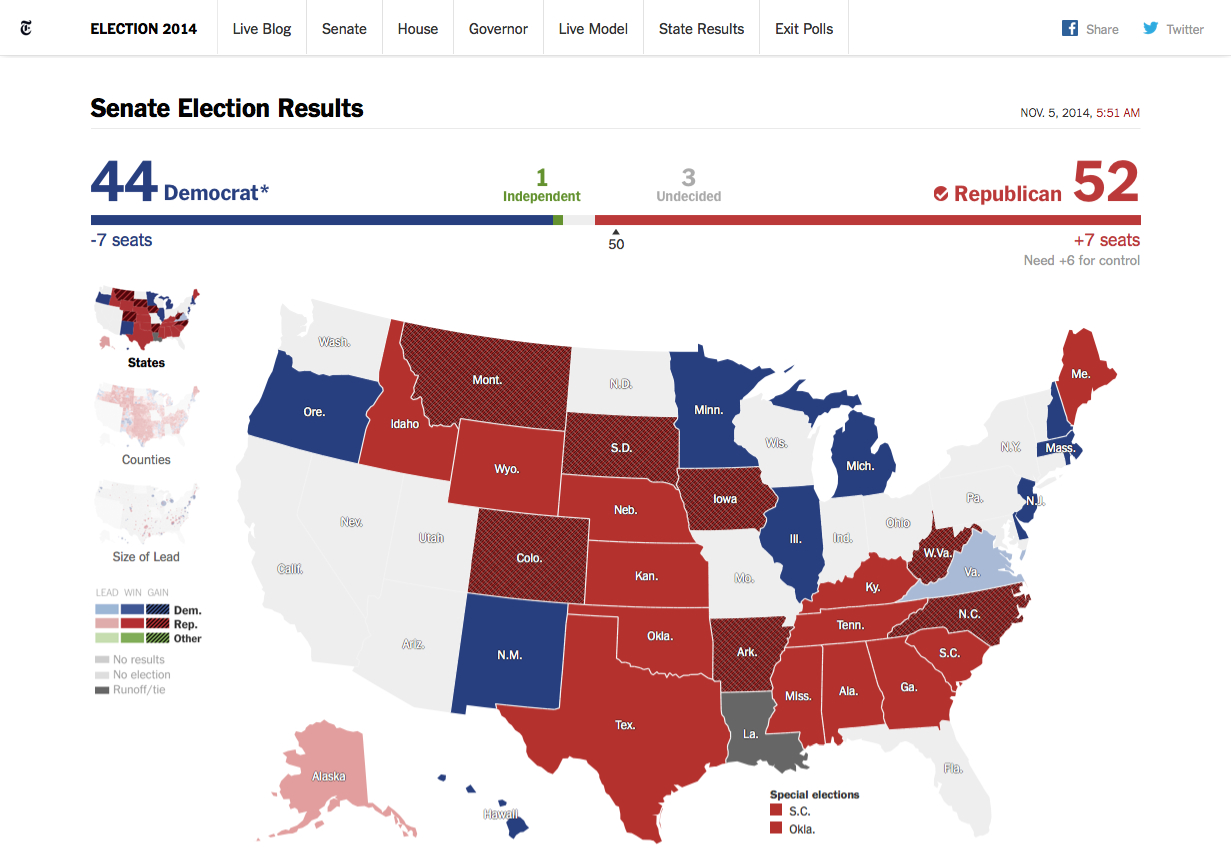 ELECTION 2014 Live Blog Senate House Governor Live Model State Results Exit Polls Share Twitter
Senate Election Results
NOV. 5, 2014, 5:51 AM
44 Democrat*
1
Independent
3
Undecided
Republican 52
-7 seats
50
+7 seats
Need +6 for control
States
Counties
Size of Lead
LEAD WIN GAIN
Dem.
Rep.
Other
No results
No election
Runoff/tie
Wash.
Mont.
N.D.
Minn.
Me.
Ore.
Idaho
S.D.
Wis.
Mich.
N.Y.
Mass.
Wyo.
Iowa
Pa.
N.J.
Neb.
Nev.
Utah
Colo.
Ill.
Ind.
Ohio
W.Va.
Va.
Calif.
Kan.
Mo.
Ky.
N.C.
Ariz.
N.M.
Okla.
Ark.
Tenn.
S.C.
Tex.
La.
Miss.
Ala.
Ga.
Fla.
Alaska
Hawaii
Special elections
S.C.
Okla.